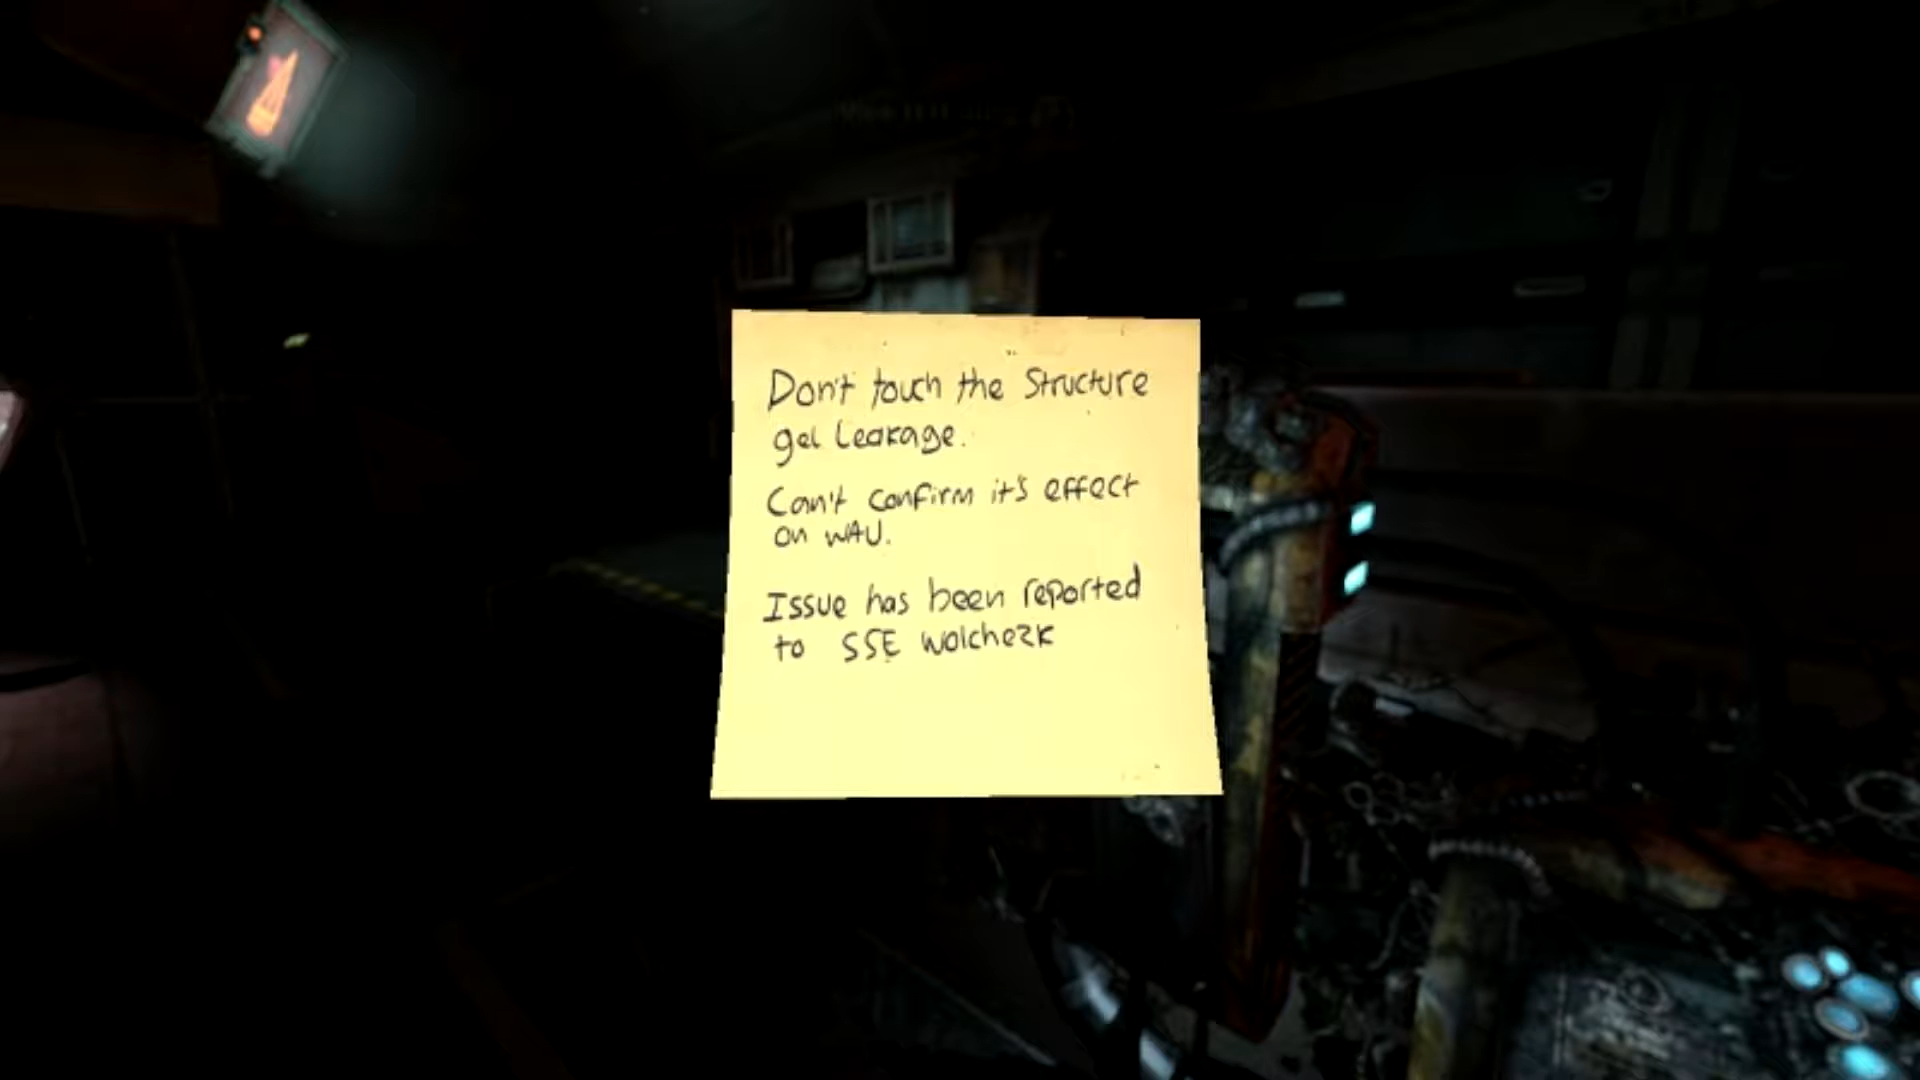 Don't touch the Structure
gel Leakage.
Can't confirm it's effect
on WAU.
Issue has been reported
to SSE Wolchezk